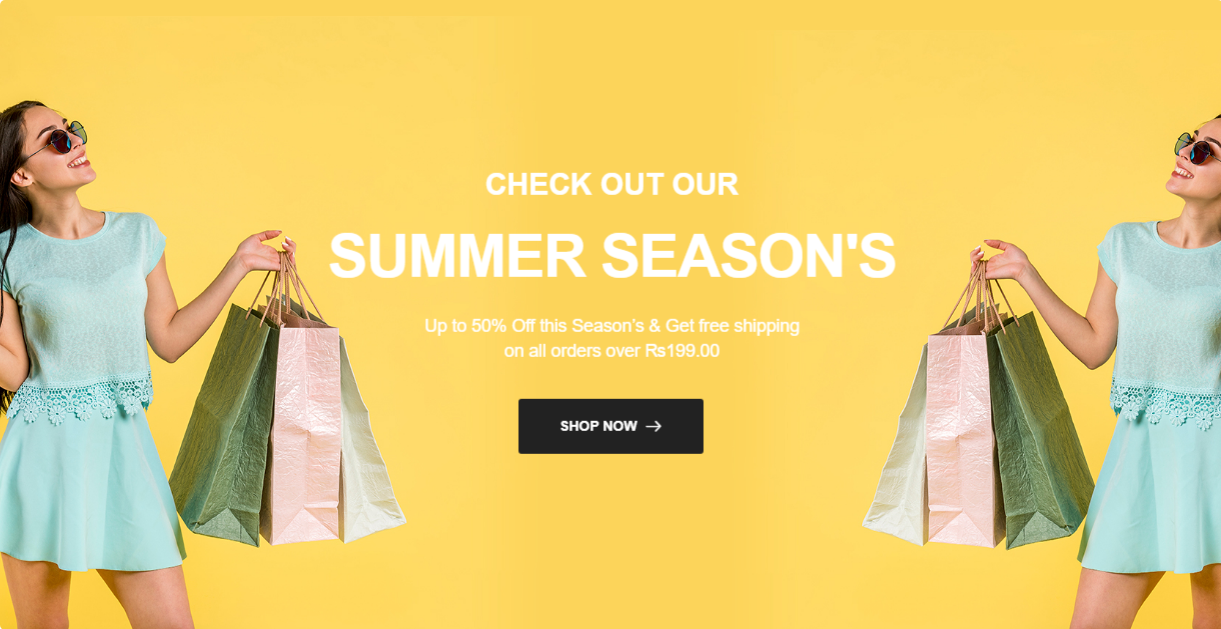 CHECK OUT OUR
SUMMER SEASON'S
Up to 50% Off this Season's & Get free shipping
on all orders over Rs199.00
SHOP NOW →